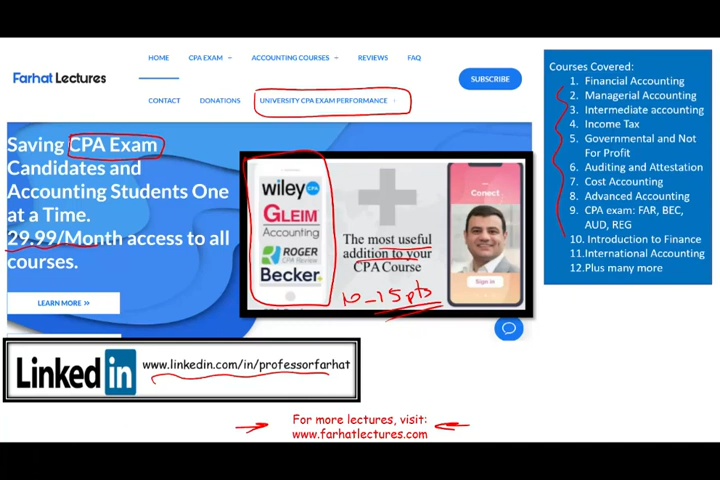 HOME
CPA EXAM
ACCOUNTING COURSES
REVIEWS
FAQ
Farhat Lectures
SUBSCRIBE
CONTACT
DONATIONS
UNIVERSITY CPA EXAM PERFORMANCE
Saving CPA Exam
Candidates and
Accounting Students One
at a Time.
29.99/Month access to all
courses.
LEARN MORE »
wiley CPA
GLEIM
Accounting
ROGER
CPA Review
Becker.
The most useful
addition to your
CPA Course
10-15 pts
Conect
Sign in
Linked in
www.linkedin.com/in/professorfarhat
For more lectures, visit:
www.farhatlectures.com
Courses Covered:
1. Financial Accounting
2. Managerial Accounting
3. Intermediate accounting
4. Income Tax
5. Governmental and Not
For Profit
6. Auditing and Attestation
7. Cost Accounting
8. Advanced Accounting
9. CPA exam: FAR, BEC,
AUD, REG
10. Introduction to Finance
11.International Accounting
12.Plus many more